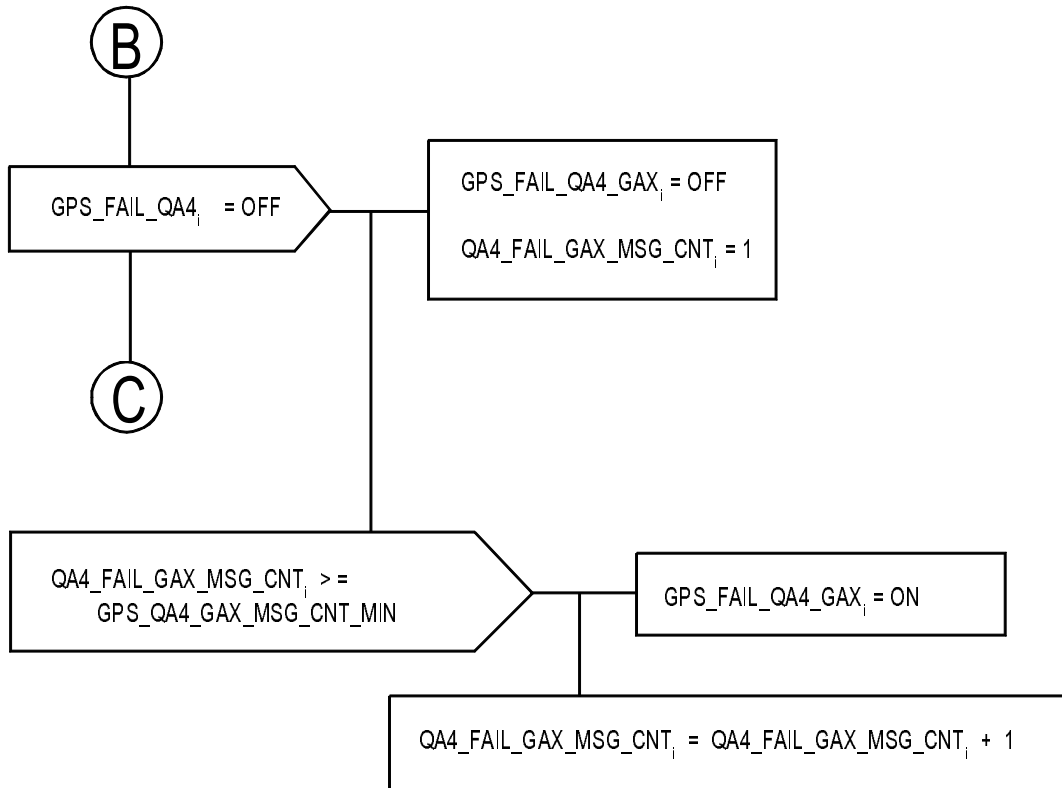 B
GPS_FAIL_QA4i = OFF
GPS_FAIL_QA4_GAXi = OFF
QA4_FAIL_GAX_MSG_CNTi = 1
C
QA4_FAIL_GAX_MSG_CNTi > =
GPS_QA4_GAX_MSG_CNT_MIN
GPS_FAIL_QA4_GAXi = ON
QA4_FAIL_GAX_MSG_CNTi = QA4_FAIL_GAX_MSG_CNTi + 1